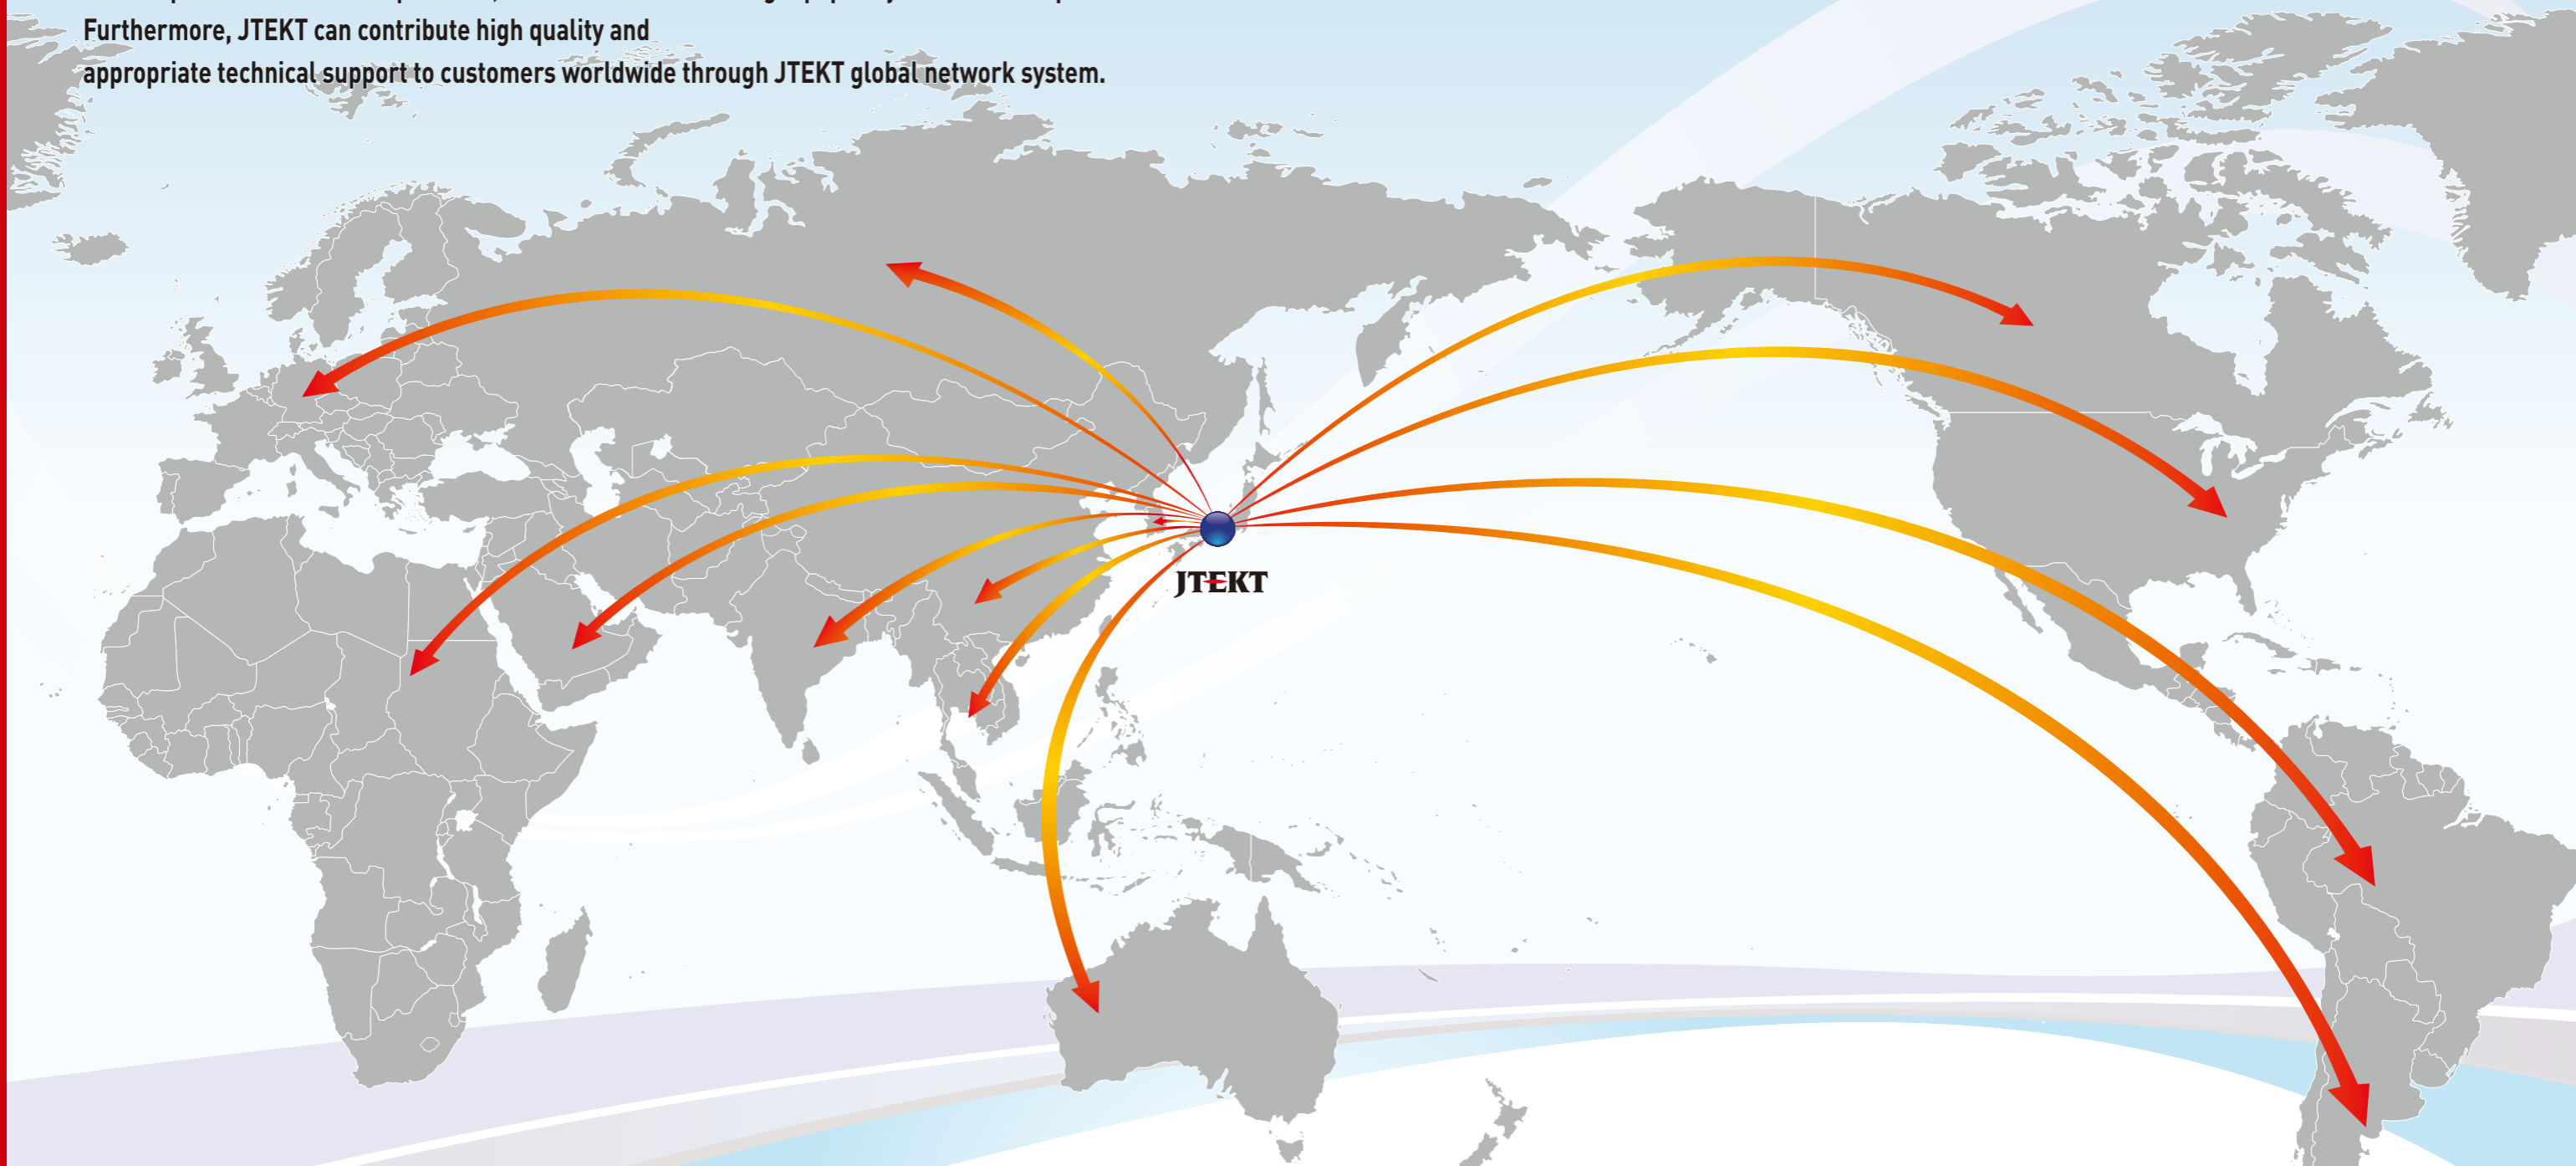 Furthermore, JTEKT can contribute high quality and
appropriate technical support to customers worldwide through JTEKT global network system.
JTEKT